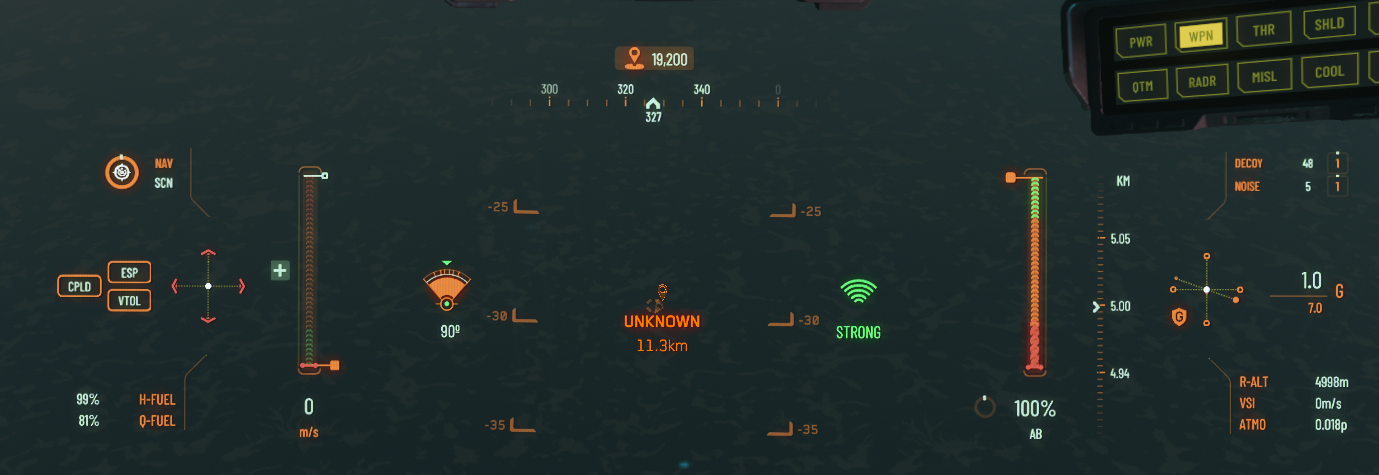 19,200
300 320 340 0
327
PWR WPN THR SHLD
QTM RADR MISL COOL
NAV
SCN
CPLD ESP
VTOL
99% H-FUEL
81% Q-FUEL
0
m/s
90º
-25 -25
-30 -30
-35 -35
UNKNOWN
11.3km
STRONG
100%
AB
KM
5.05
5.00
4.94
DECOY 48 1
NOISE 5 1
1.0 G
7.0
G
R-ALT 4998m
VSI 0m/s
ATMO 0.018p